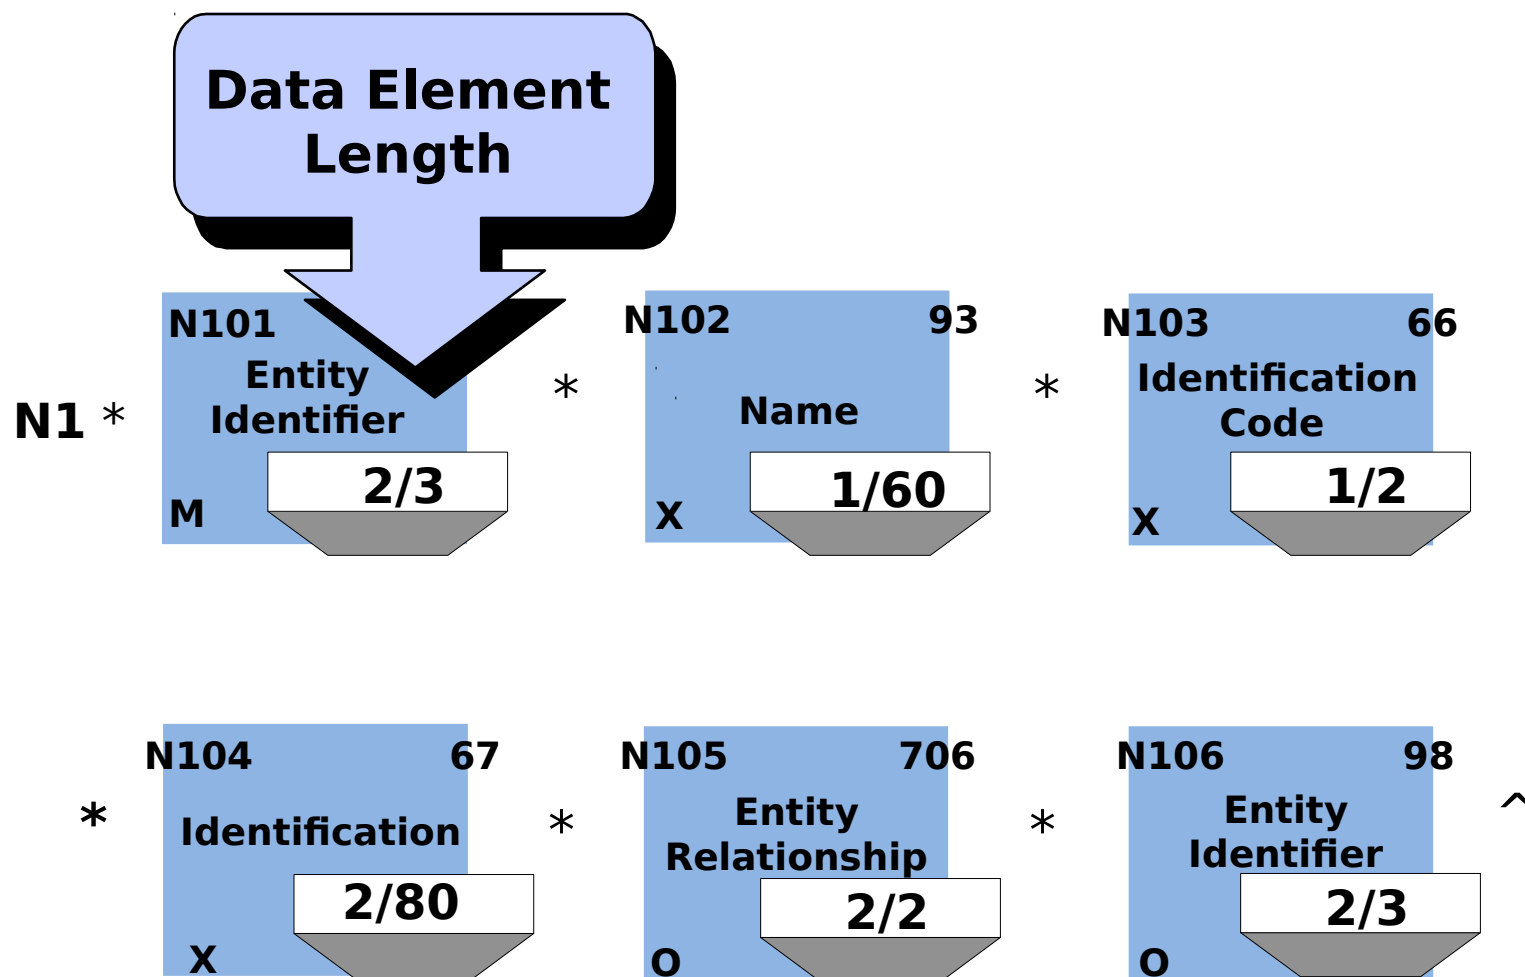 Data Element
Length
N1 *
N101
Entity
Identifier
M
2/3
*
N102 93
Name
X
1/60
*
N103 66
Identification
Code
X
1/2
*
N104 67
Identification
X
2/80
*
N105 706
Entity
Relationship
O
2/2
*
N106 98
Entity
Identifier
O
2/3
^